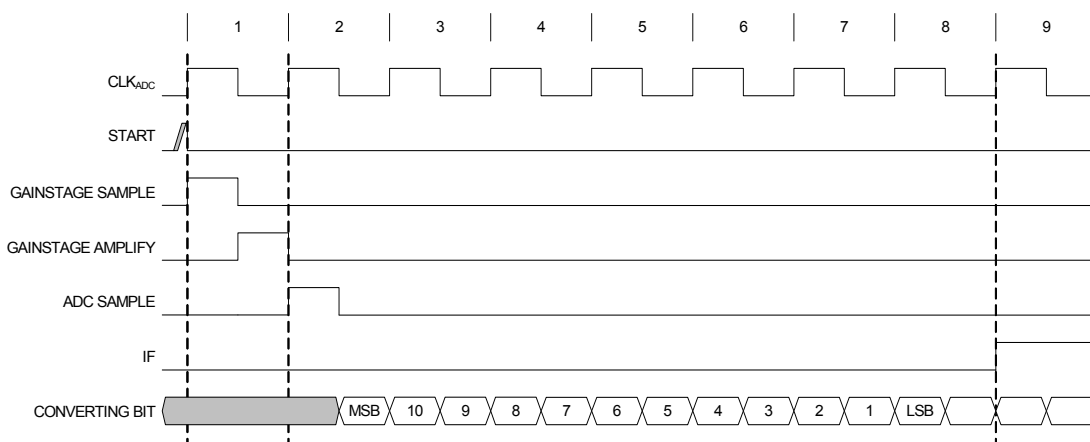 1 2 3 4 5 6 7 8 9
CLKADC
START
GAINSTAGE SAMPLE
GAINSTAGE AMPLIFY
ADC SAMPLE
IF
CONVERTING BIT MSB 10 9 8 7 6 5 4 3 2 1 LSB